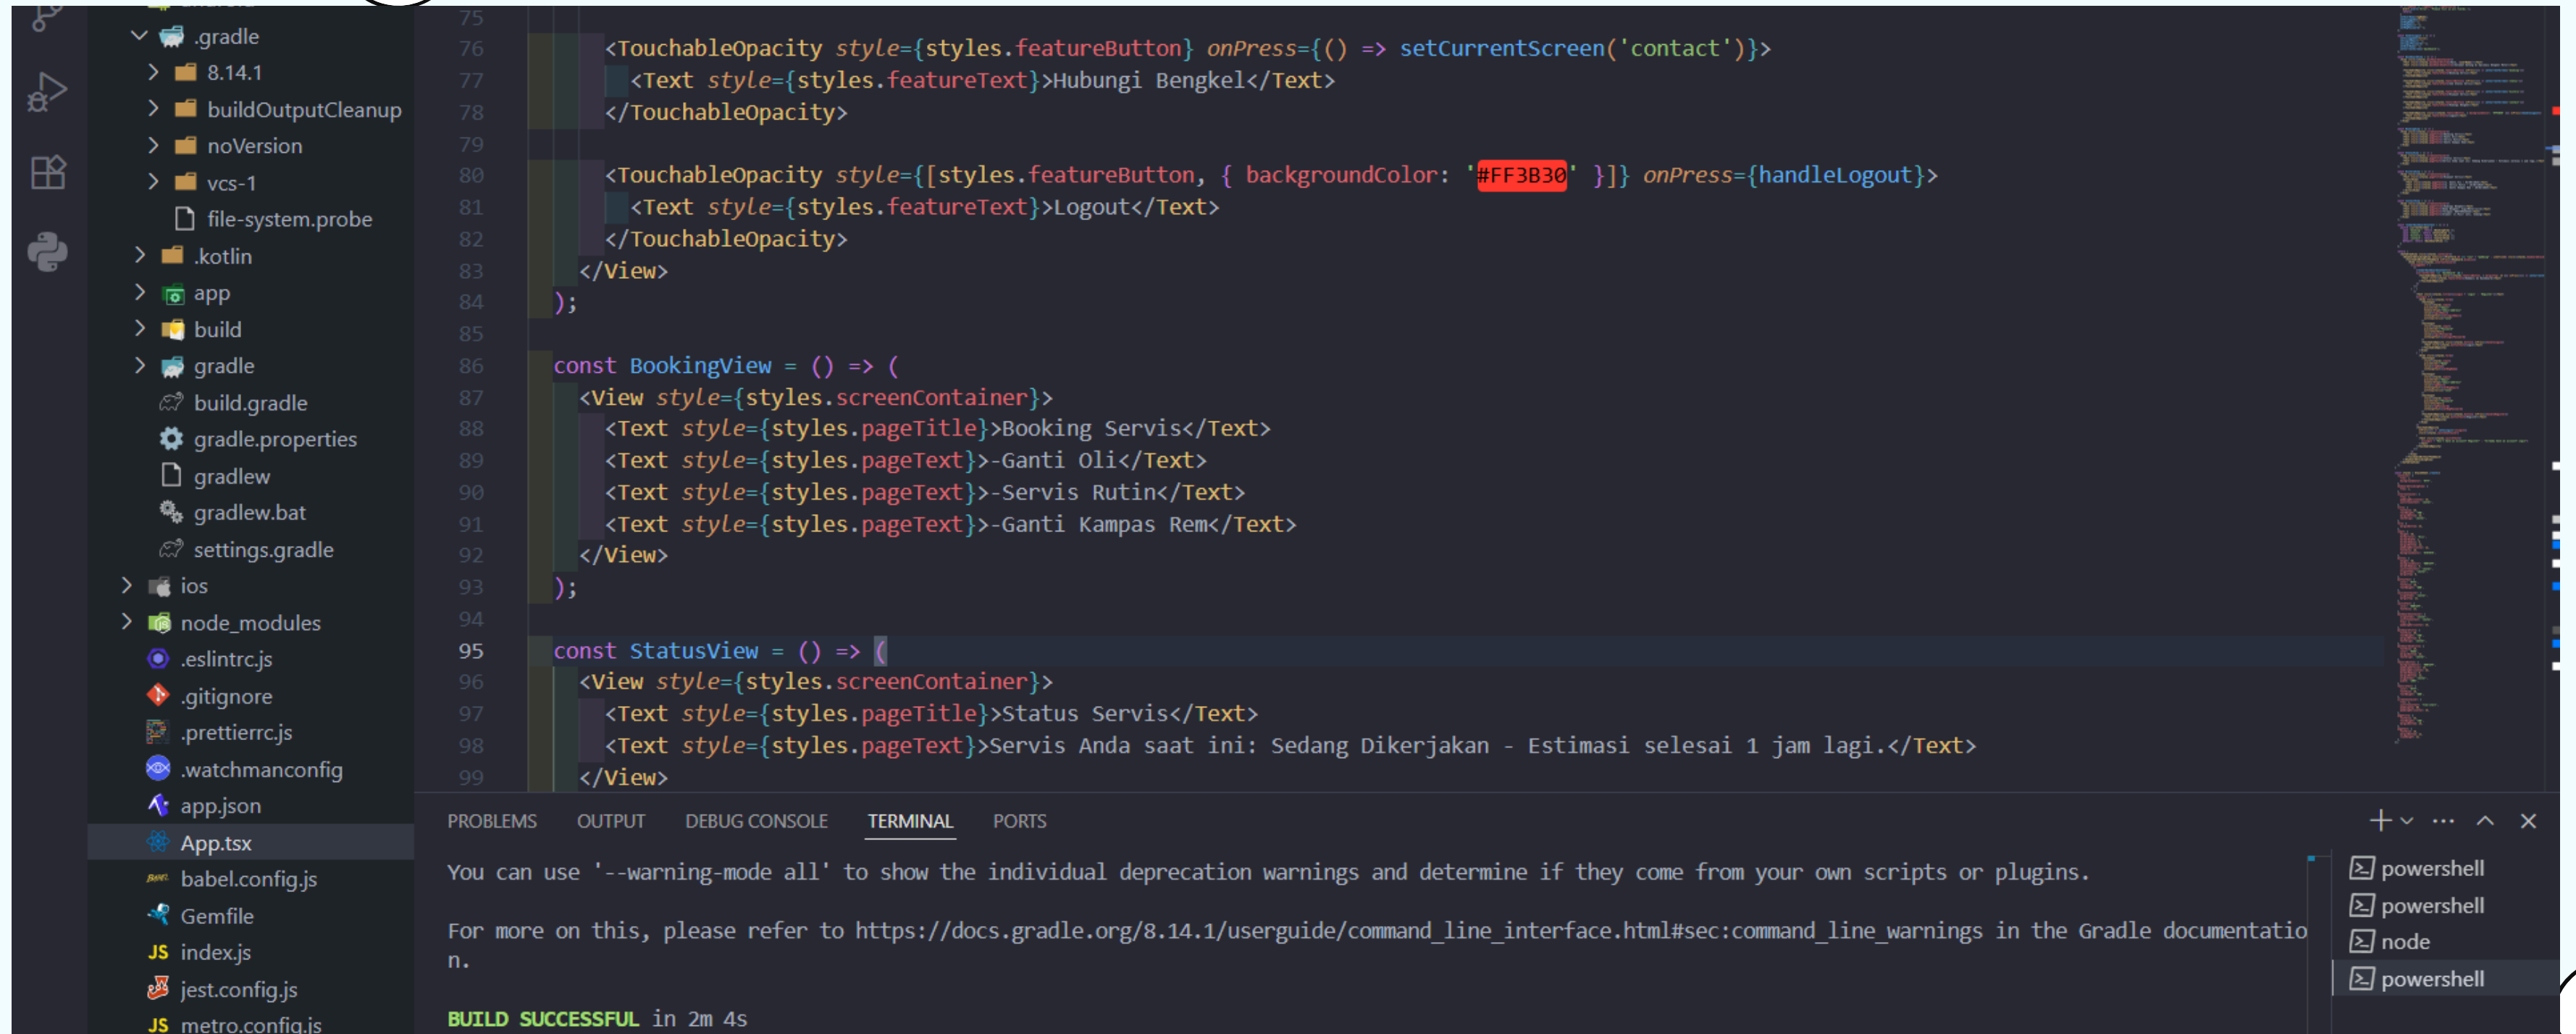 .gradle
8.14.1
buildOutputCleanup
noVersion
vcs-1
file-system.probe
.kotlin
app
build
gradle
build.gradle
gradle.properties
gradlew
gradlew.bat
settings.gradle
ios
node_modules
.eslintrc.js
.gitignore
.prettierrc.js
.watchmanconfig
app.json
App.tsx
babel.config.js
Gemfile
JS index.js
jest.config.js
JS metro.config.js
75
76 <TouchableOpacity style={styles.featureButton} onPress={() => setCurrentScreen('contact')}>
77 <Text style={styles.featureText}>Hubungi Bengkel</Text>
78 </TouchableOpacity>
79
80 <TouchableOpacity style={[styles.featureButton, { backgroundColor: '#FF3B30' }]} onPress={handleLogout}>
81 <Text style={styles.featureText}>Logout</Text>
82 </TouchableOpacity>
83 </View>
84 );
85
86 const BookingView = () => (
87 <View style={styles.screenContainer}>
88 <Text style={styles.pageTitle}>Booking Servis</Text>
89 <Text style={styles.pageText}>-Ganti Oli</Text>
90 <Text style={styles.pageText}>-Servis Rutin</Text>
91 <Text style={styles.pageText}>-Ganti Kampas Rem</Text>
92 </View>
93 );
94
95 const StatusView = () => (
96 <View style={styles.screenContainer}>
97 <Text style={styles.pageTitle}>Status Servis</Text>
98 <Text style={styles.pageText}>Servis Anda saat ini: Sedang Dikerjakan - Estimasi selesai 1 jam lagi.</Text>
99 </View>
PROBLEMS OUTPUT DEBUG CONSOLE TERMINAL PORTS
You can use '--warning-mode all' to show the individual deprecation warnings and determine if they come from your own scripts or plugins.
For more on this, please refer to https://docs.gradle.org/8.14.1/userguide/command_line_interface.html#sec:command_line_warnings in the Gradle documentatio
n.
BUILD SUCCESSFUL in 2m 4s
powershell
powershell
node
powershell